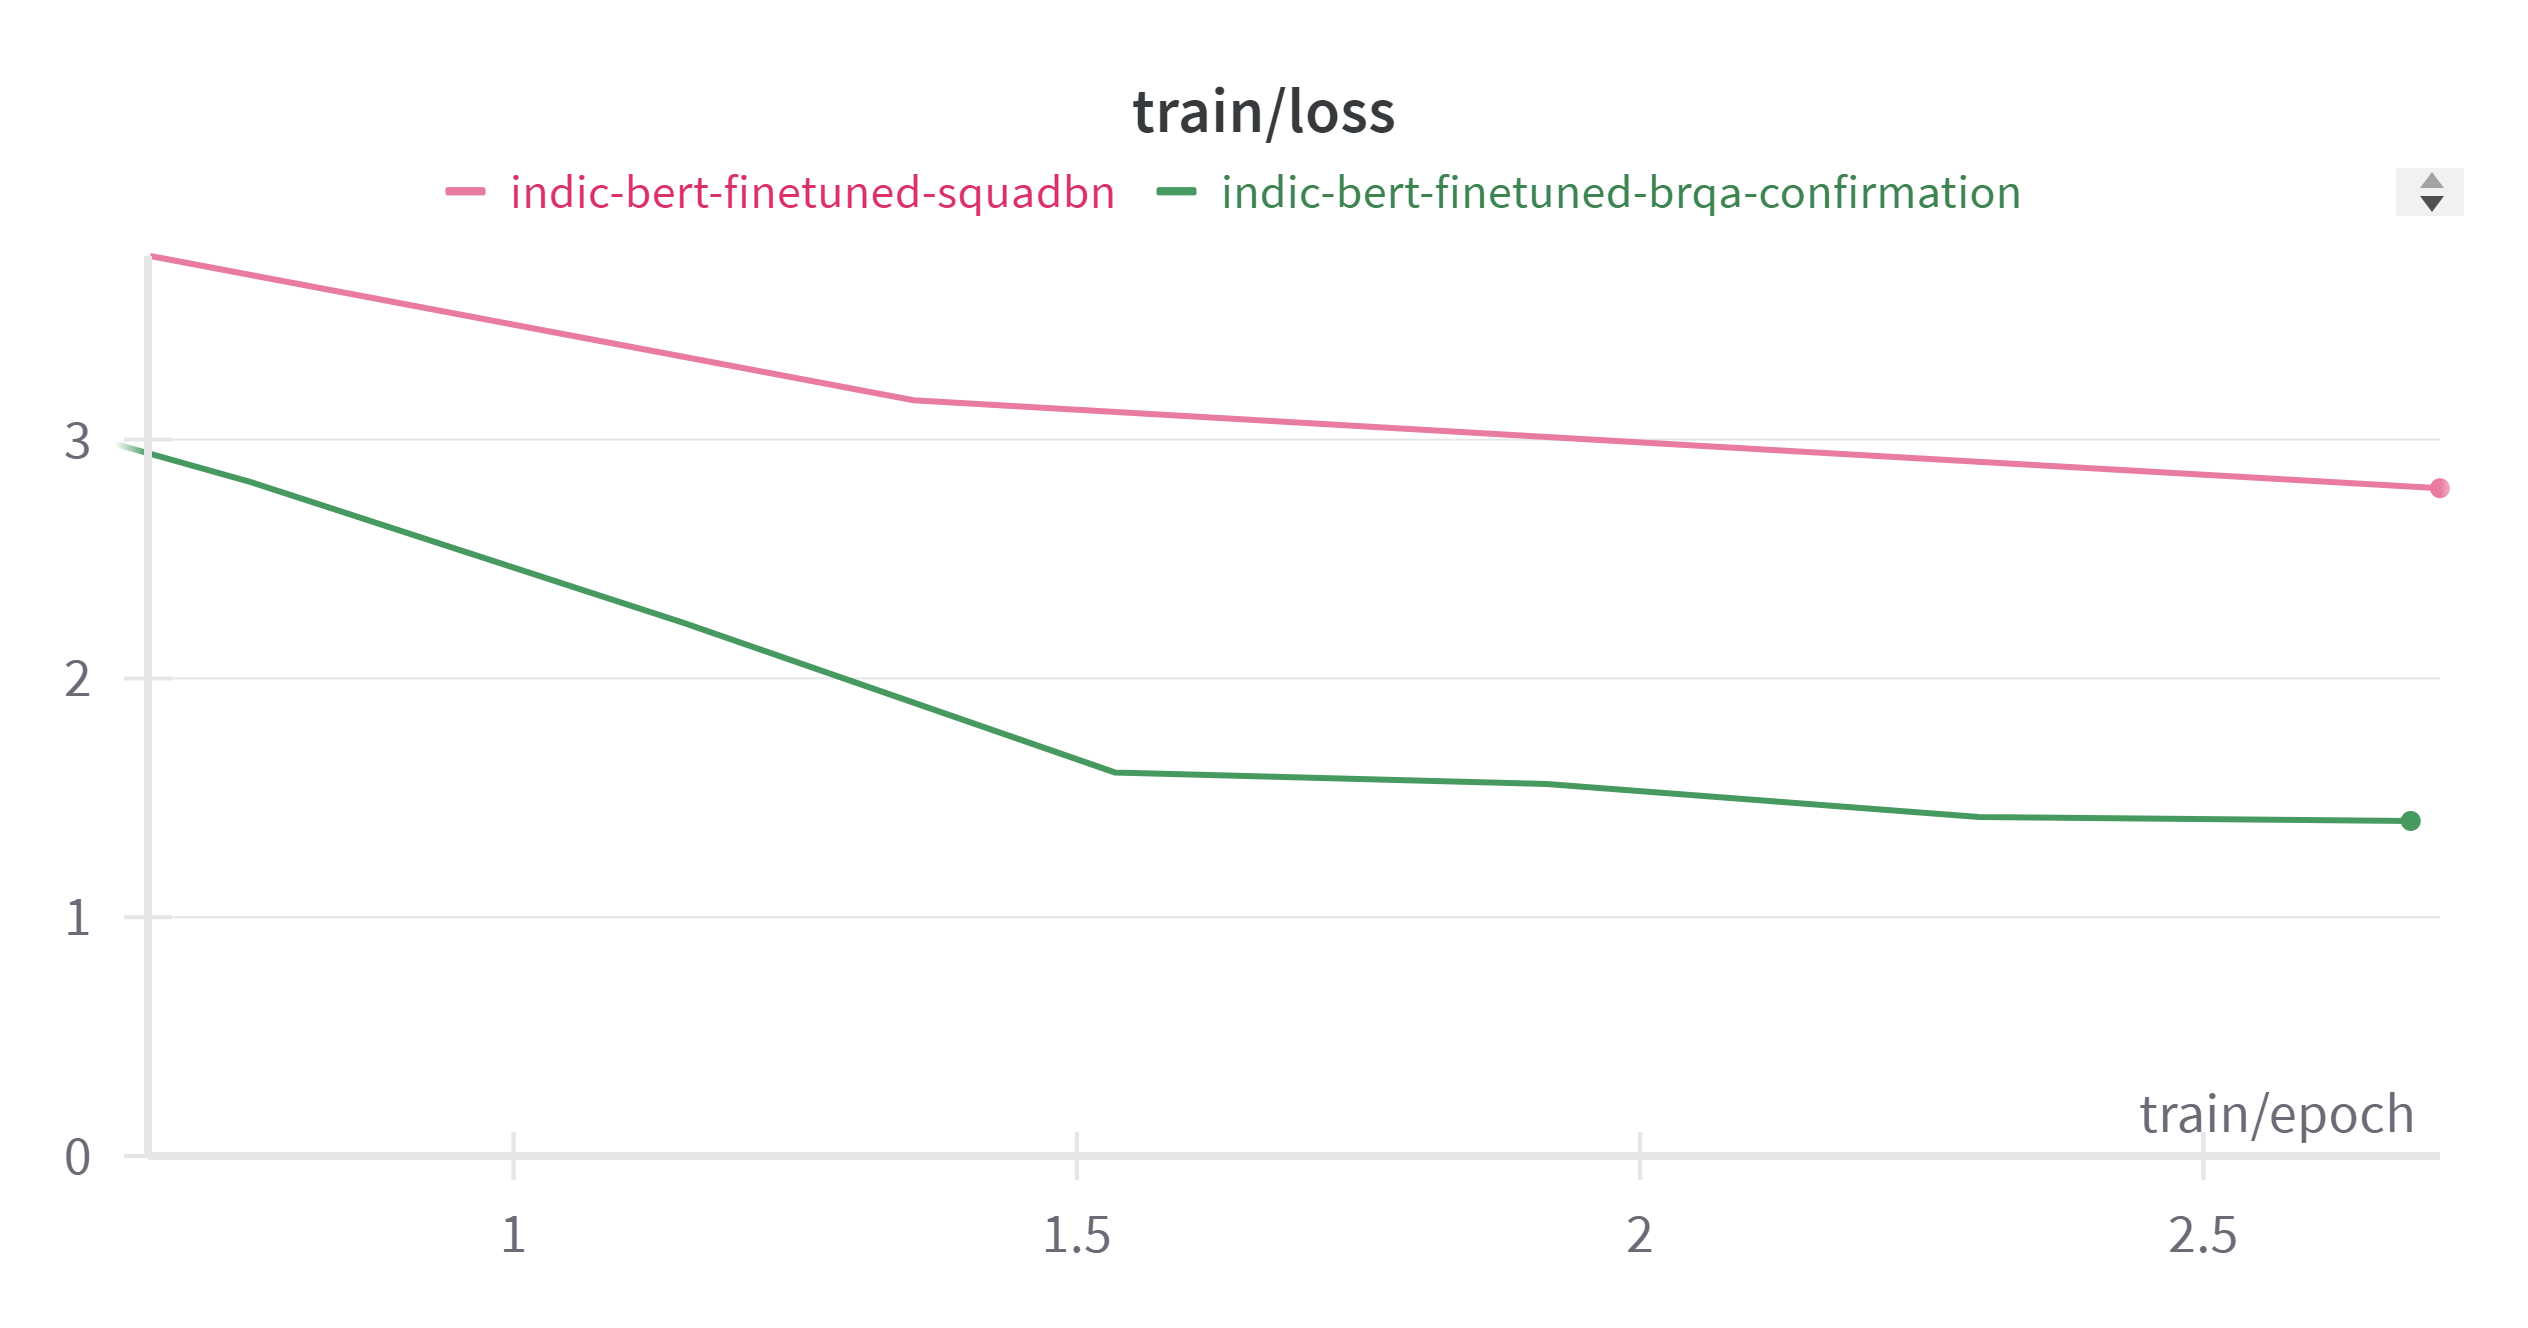 train/loss
indic-bert-finetuned-squadbn indic-bert-finetuned-brqa-confirmation
3
2
1
0
train/epoch
1 1.5 2 2.5